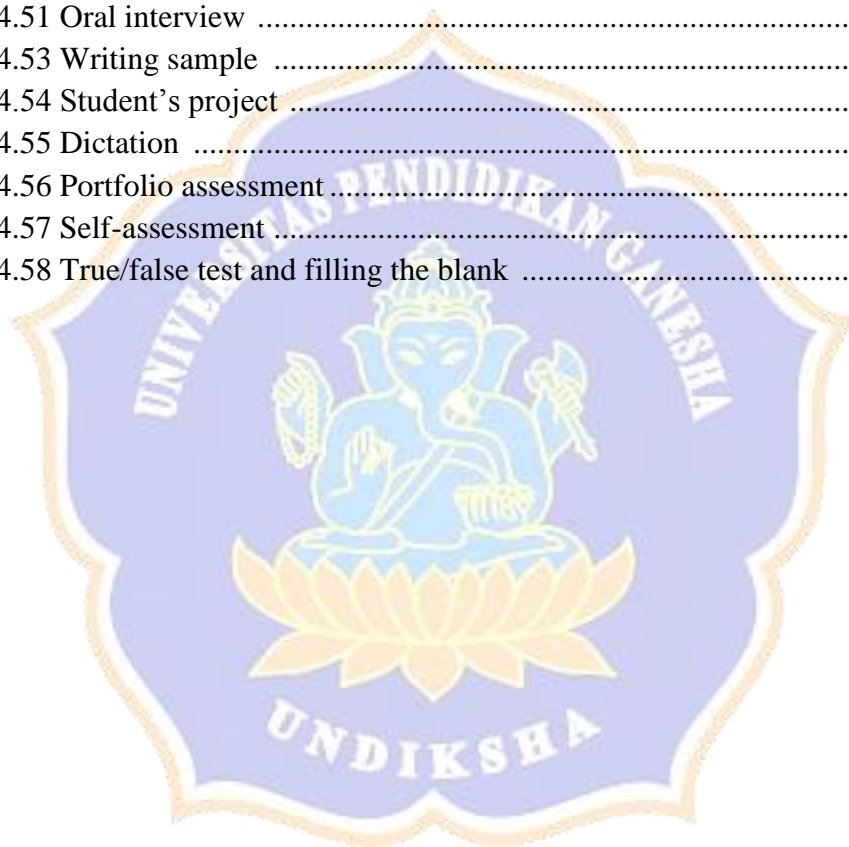 4.51 Oral interview ..........................................................................
4.53 Writing sample ........................................................................
4.54 Student’s project ......................................................................
4.55 Dictation ..................................................................................
4.56 Portfolio assessment .................................................................
4.57 Self-assessment ........................................................................
4.58 True/false test and filling the blank .........................................
UNIVERSITAS PENDIDIKAN GANESHA
UNDIKSHA